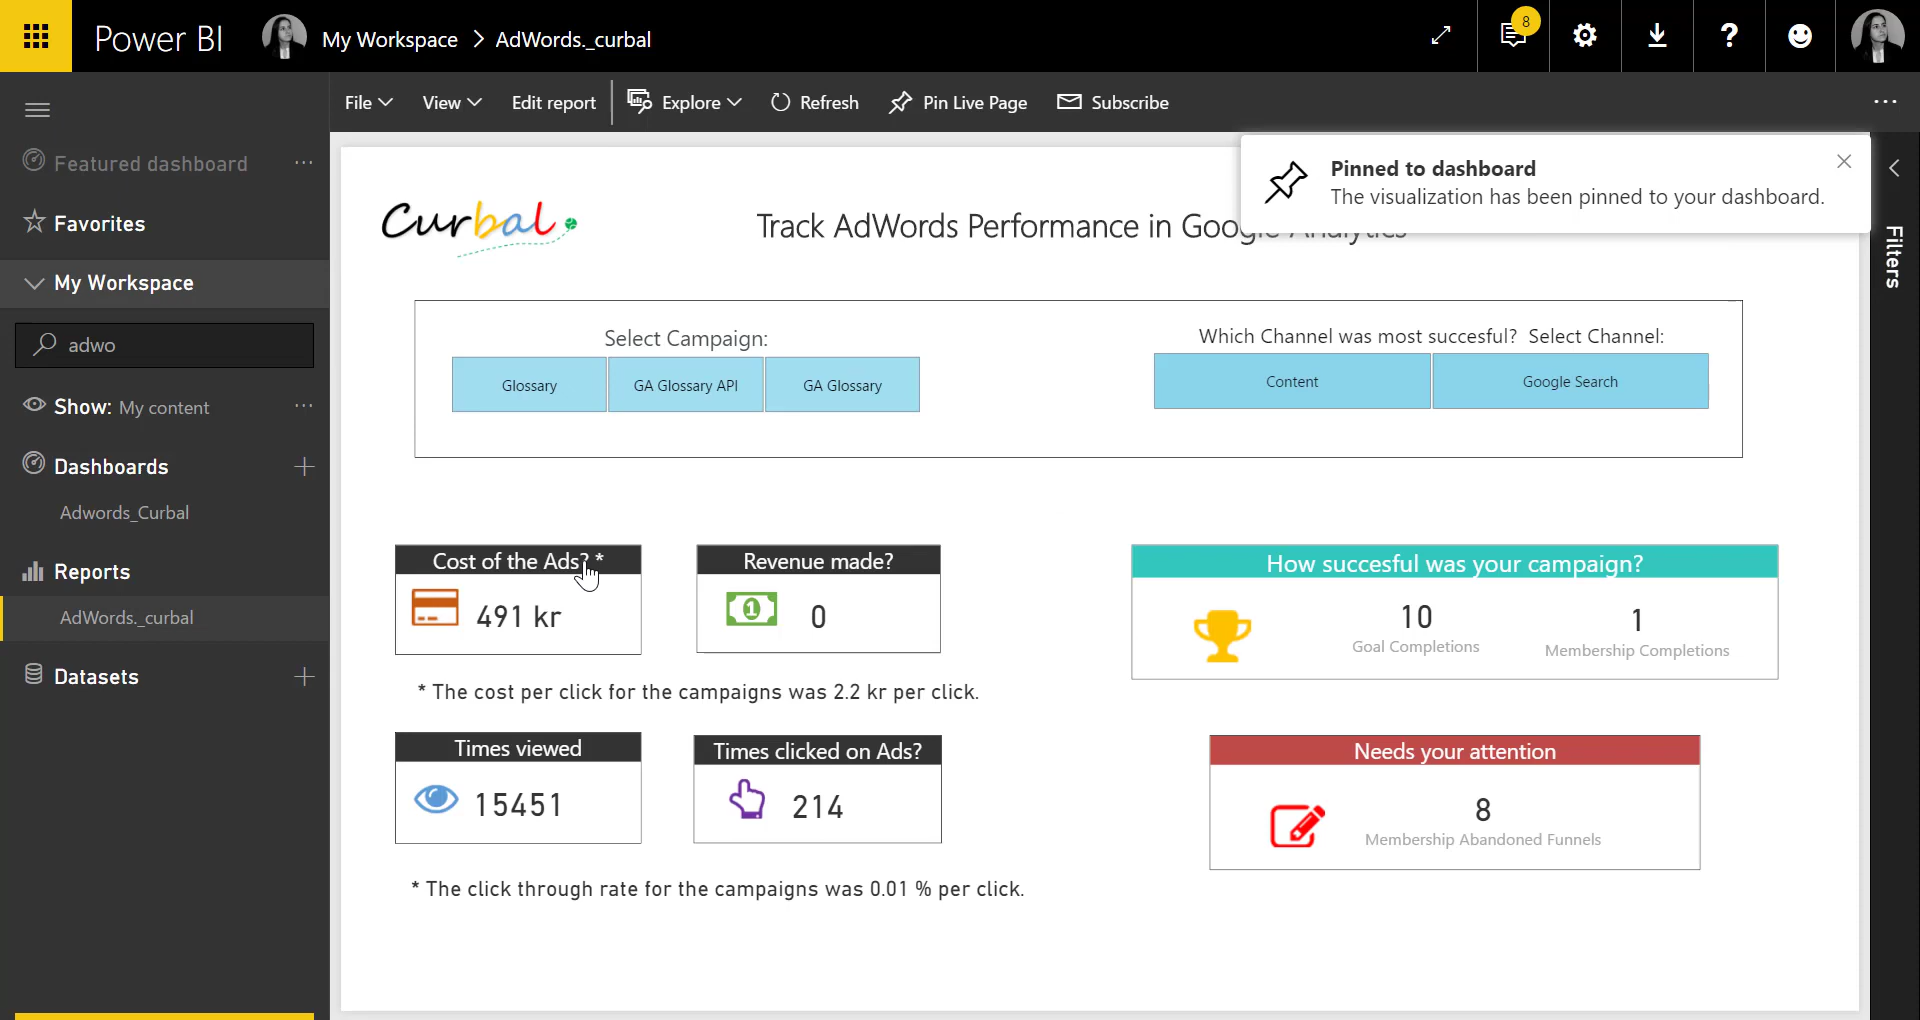 Power BI
My Workspace > AdWords._curbal
8
File
View
Edit report
Explore
Refresh
Pin Live Page
Subscribe
Featured dashboard
Favorites
My Workspace
adwo
Show: My content
Dashboards
Adwords_Curbal
Reports
AdWords._curbal
Datasets
Pinned to dashboard
The visualization has been pinned to your dashboard.
Filters
Curbal
Track AdWords Performance in Google Analytics
Select Campaign:
Glossary
GA Glossary API
GA Glossary
Which Channel was most succesful? Select Channel:
Content
Google Search
Cost of the Ads? *
491 kr
Revenue made?
0
* The cost per click for the campaigns was 2.2 kr per click.
Times viewed
15451
Times clicked on Ads?
214
* The click through rate for the campaigns was 0.01 % per click.
How succesful was your campaign?
10
Goal Completions
1
Membership Completions
Needs your attention
8
Membership Abandoned Funnels